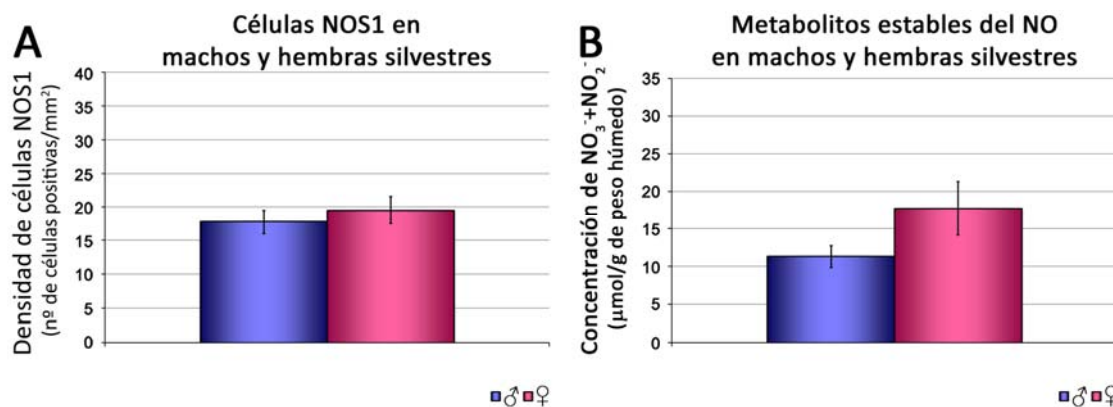 A
Células NOS1 en
machos y hembras silvestres
Densidad de células NOS1
(nº de células positivas/mm²)
40
35
30
25
20
15
10
5
0
♂ ♀
B
Metabolitos estables del NO
en machos y hembras silvestres
Concentración de NO₃⁻+NO₂⁻
(µmol/g de peso húmedo)
35
30
25
20
15
10
5
0
♂ ♀